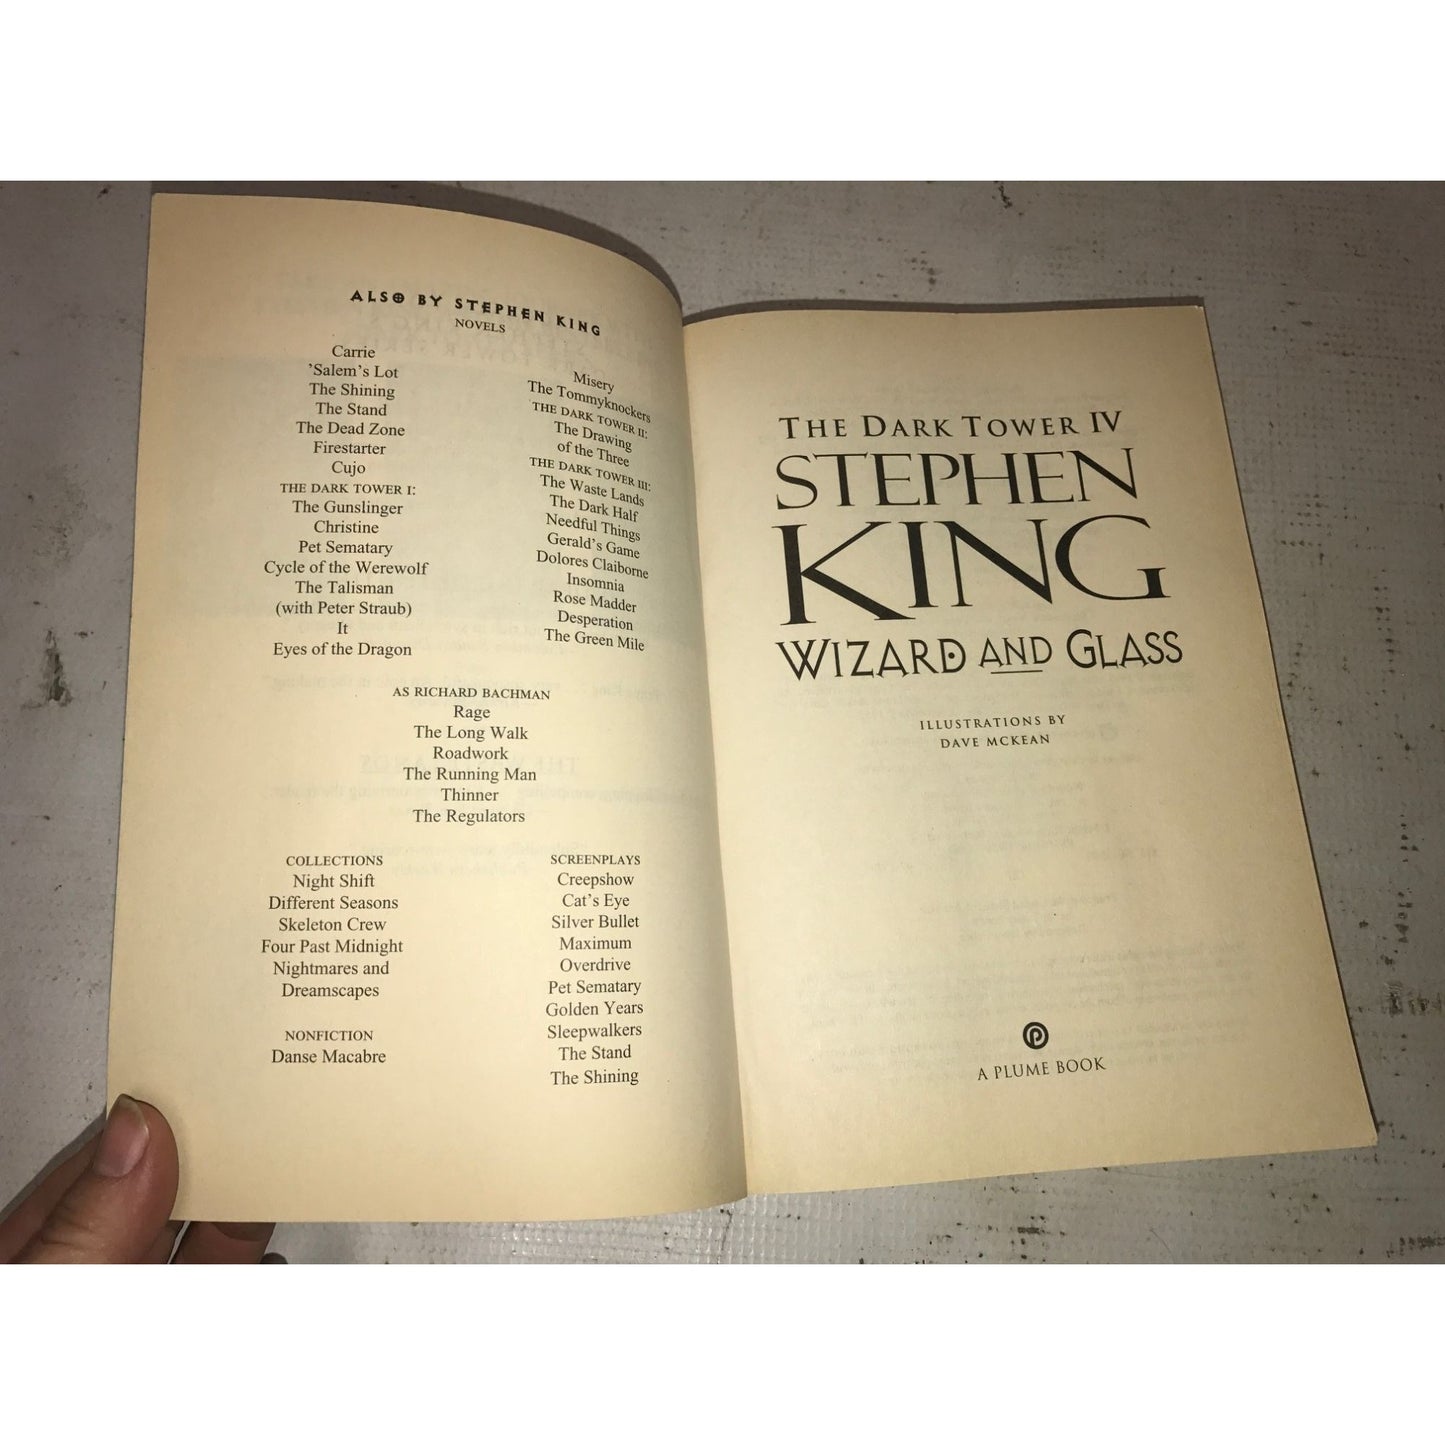 ALSO BY STEPHEN KING
NOVELS
Carrie
’Salem’s Lot
The Shining
The Stand
The Dead Zone
Firestarter
Cujo
THE DARK TOWER I:
The Gunslinger
Christine
Pet Sematary
Cycle of the Werewolf
The Talisman
(with Peter Straub)
It
Eyes of the Dragon
Misery
The Tommyknockers
THE DARK TOWER II:
The Drawing
of the Three
THE DARK TOWER III:
The Waste Lands
The Dark Half
Needful Things
Gerald’s Game
Dolores Claiborne
Insomnia
Rose Madder
Desperation
The Green Mile
AS RICHARD BACHMAN
Rage
The Long Walk
Roadwork
The Running Man
Thinner
The Regulators
COLLECTIONS
Night Shift
Different Seasons
Skeleton Crew
Four Past Midnight
Nightmares and
Dreamscapes
NONFICTION
Danse Macabre
SCREENPLAYS
Creepshow
Cat’s Eye
Silver Bullet
Maximum
Overdrive
Pet Sematary
Golden Years
Sleepwalkers
The Stand
The Shining
THE DARK TOWER IV
STEPHEN
KING
WIZARD AND GLASS
ILLUSTRATIONS BY
DAVE MCKEAN
A PLUME BOOK